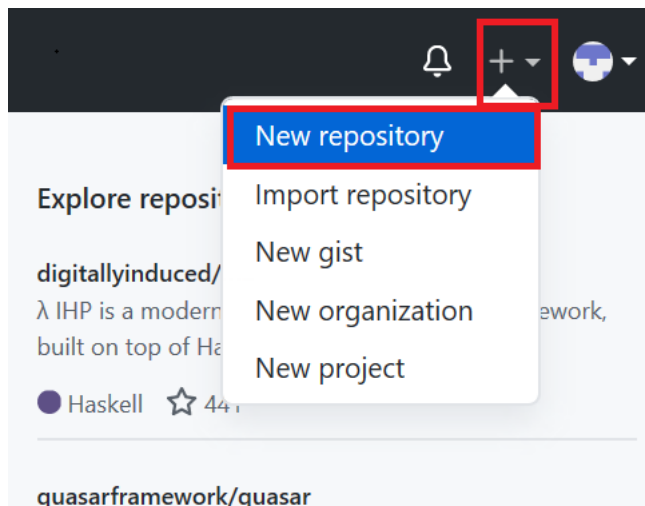 New repository
Import repository
New gist
New organization
New project
Explore reposi
digitallyinduced/
λ IHP is a modern ework,
built on top of Ha
Haskell 441
quasarframework/quasar